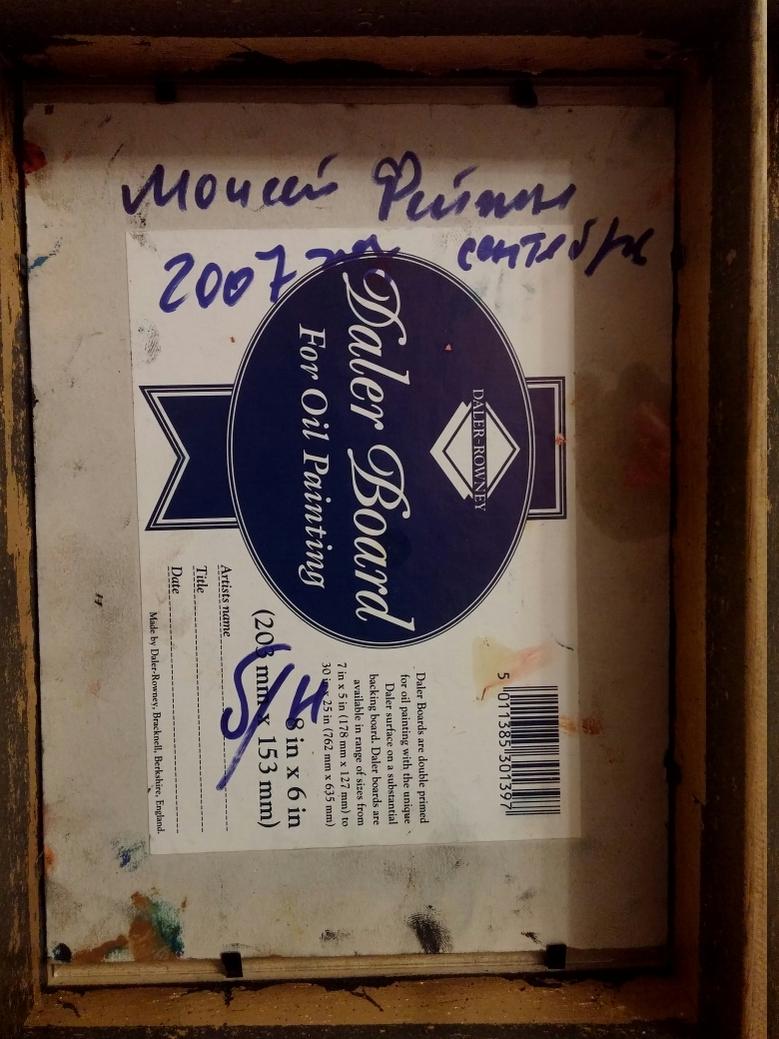 Моисей Фейгин
2007 год сентябрь
DALER-ROWNEY
Daler Board
For Oil Painting
5 011385 301397
Daler Boards are double primed
for oil painting with the unique
Daler surface on a substantial
backing board. Daler boards are
available in range of sizes from
7 in x 5 in (178 mm x 127 mm) to
30 in x 25 in (762 mm x 635 mm)
8 in x 6 in
(203 mm x 153 mm)
Б/Н
Artists name
Title
Date
Made by Daler-Rowney, Bracknell, Berkshire, England.